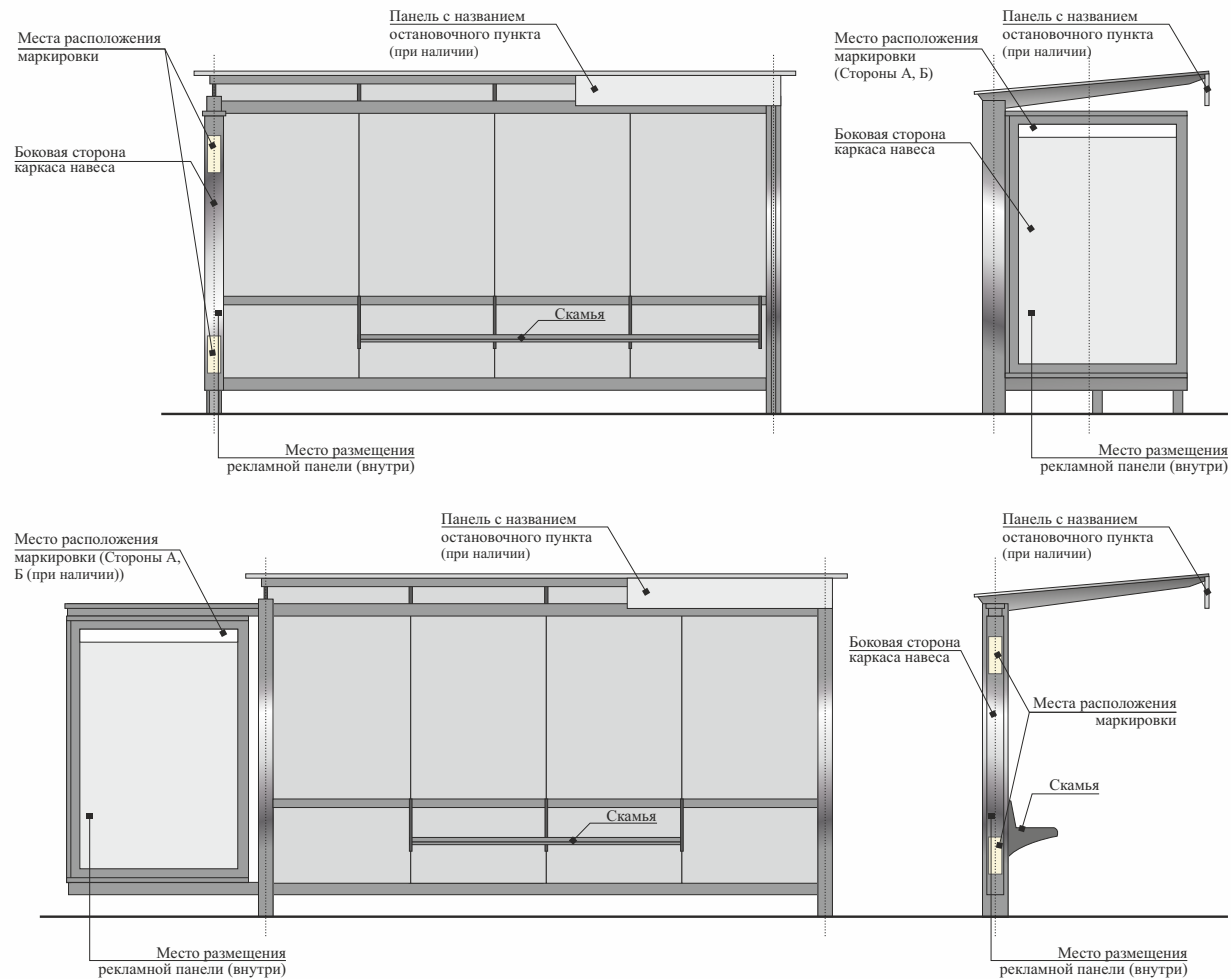 Панель с названием
остановочного пункта
(при наличии)
Места расположения
маркировки
Боковая сторона
каркаса навеса
Скамья
Место размещения
рекламной панели (внутри)
Панель с названием
остановочного пункта
(при наличии)
Место расположения
маркировки
(Стороны А, Б)
Боковая сторона
каркаса навеса
Место размещения
рекламной панели (внутри)
Панель с названием
остановочного пункта
(при наличии)
Место расположения
маркировки (Стороны А,
Б (при наличии))
Скамья
Место размещения
рекламной панели (внутри)
Панель с названием
остановочного пункта
(при наличии)
Боковая сторона
каркаса навеса
Места расположения
маркировки
Скамья
Место размещения
рекламной панели (внутри)